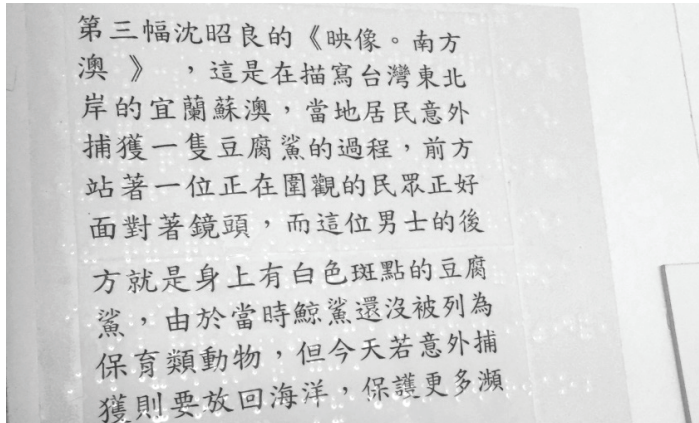 第三幅沈昭良的《映像。南方
澳 》 ，這是在描寫台灣東北
岸的宜蘭蘇澳，當地居民意外
捕獲一隻豆腐鯊的過程，前方
站著一位正在圍觀的民眾正好
面對著鏡頭，而這位男士的後
方就是身上有白色斑點的豆腐
鯊，由於當時鯨鯊還沒被列為
保育類動物，但今天若意外捕
獲則要放回海洋，保護更多瀕